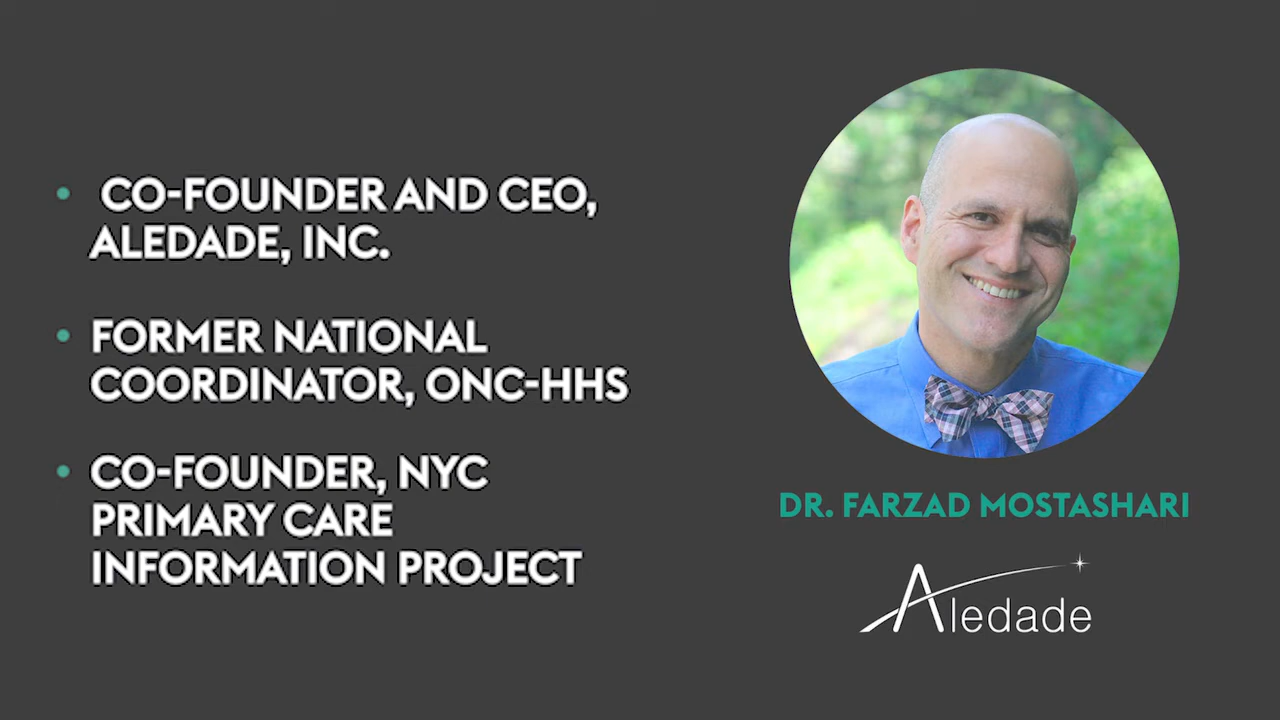 • CO-FOUNDER AND CEO,
ALEDADE, INC.
• FORMER NATIONAL
COORDINATOR, ONC-HHS
• CO-FOUNDER, NYC
PRIMARY CARE
INFORMATION PROJECT
DR. FARZAD MOSTASHARI
Aledade